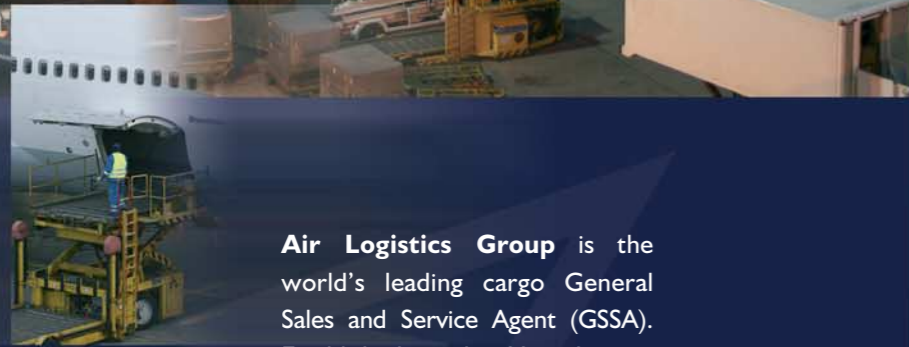 Air Logistics Group is the
world's leading cargo General
Sales and Service Agent (GSSA).